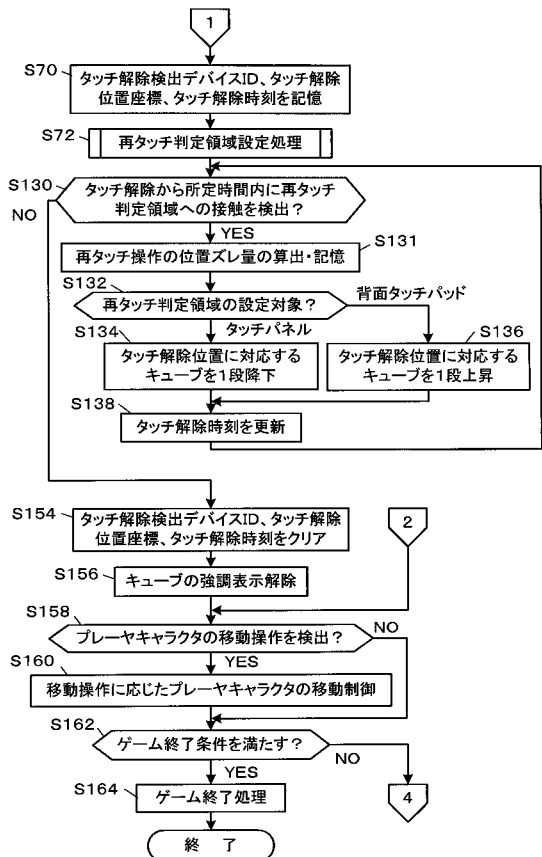 1
S70
タッチ解除検出デバイスID、タッチ解除
位置座標、タッチ解除時刻を記憶
S72
再タッチ判定領域設定処理
S130
タッチ解除から所定時間内に再タッチ
判定領域への接触を検出?
NO
YES
S131
再タッチ操作の位置ズレ量の算出・記憶
S132
再タッチ判定領域の設定対象?
背面タッチパッド
タッチパネル
S134
タッチ解除位置に対応する
キューブを1段降下
S136
タッチ解除位置に対応する
キューブを1段上昇
S138
タッチ解除時刻を更新
S154
タッチ解除検出デバイスID、タッチ解除
位置座標、タッチ解除時刻をクリア
2
S156
キューブの強調表示解除
S158
プレーヤキャラクタの移動操作を検出?
NO
YES
S160
移動操作に応じたプレーヤキャラクタの移動制御
S162
ゲーム終了条件を満たす?
NO
YES
4
S164
ゲーム終了処理
終 了